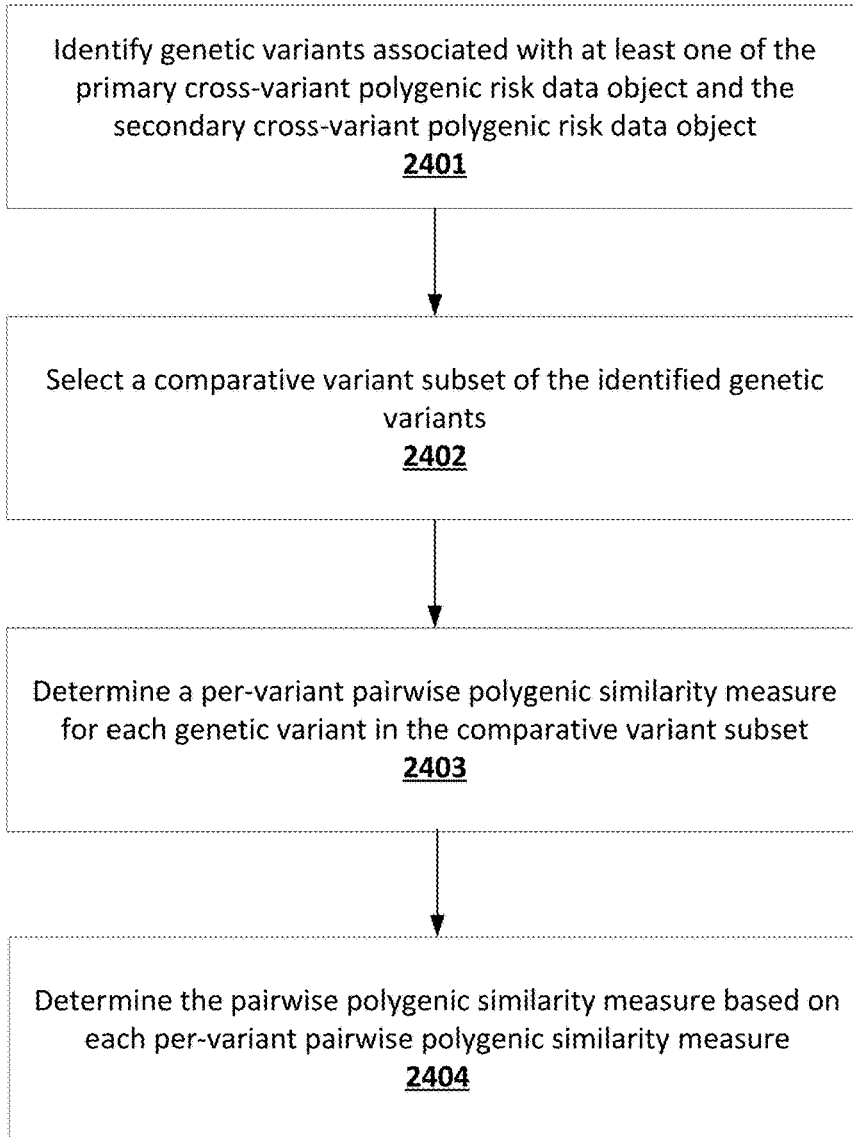 Identify genetic variants associated with at least one of the
primary cross-variant polygenic risk data object and the
secondary cross-variant polygenic risk data object
2401
Select a comparative variant subset of the identified genetic
variants
2402
Determine a per-variant pairwise polygenic similarity measure
for each genetic variant in the comparative variant subset
2403
Determine the pairwise polygenic similarity measure based on
each per-variant pairwise polygenic similarity measure
2404